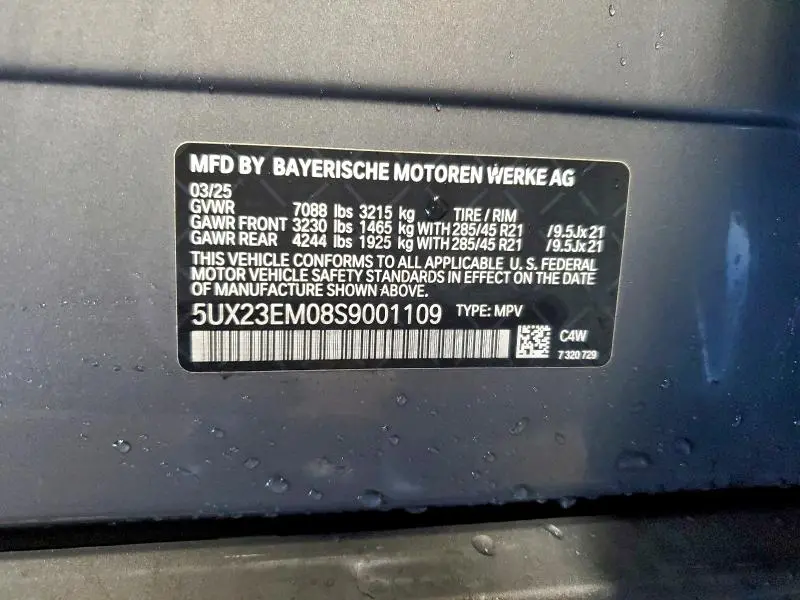 MFD BY BAYERISCHE MOTOREN WERKE AG
03/25
GVWR 7088 lbs 3215 kg TIRE / RIM
GAWR FRONT 3230 lbs 1465 kg WITH 285/45 R21 /9.5Jx21
GAWR REAR 4244 lbs 1925 kg WITH 285/45 R21 /9.5Jx21
THIS VEHICLE CONFORMS TO ALL APPLICABLE U. S. FEDERAL
MOTOR VEHICLE SAFETY STANDARDS IN EFFECT ON THE DATE
OF MANUFACTURE SHOWN ABOVE.
5UX23EM08S9001109 TYPE: MPV
C4W
7 320 729